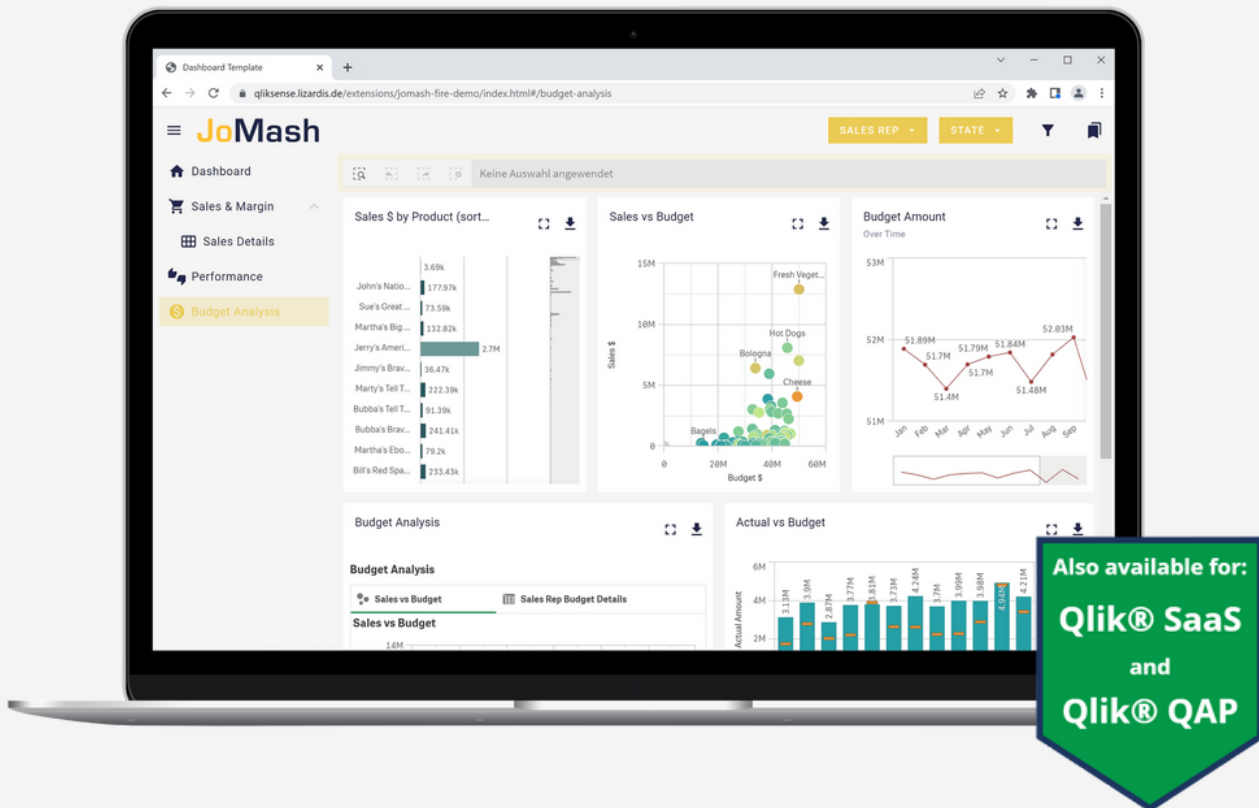 Dashboard Template
qliksense.lizardis.de/extensions/jomash-fire-demo/index.html#/budget-analysis
JoMash
SALES REP
STATE
Dashboard
Sales & Margin
Sales Details
Performance
Budget Analysis
Keine Auswahl angewendet
Sales $ by Product (sort...
3.69k
John's Natio... 177.97k
Sue's Great ... 73.59k
Martha's Big ... 132.82k
Jerry's Ameri... 2.7M
Jimmy's Brav... 36.47k
Marty's Tell T... 222.39k
Bubba's Tell T... 91.39k
Bubba's Brav... 241.41k
Martha's Ebo... 79.2k
Bill's Red Spa... 233.43k
Sales vs Budget
15M
Fresh Veget...
10M
Hot Dogs
Bologna
Sales $
5M
Cheese
Bagels
0
0 20M 40M 60M
Budget $
Budget Amount
Over Time
53M
52.03M
52M
51.89M
51.7M
51.4M
51.79M
51.7M
51.84M
51.48M
51M
Jan Feb Mar Apr May Jun Jul Aug Sep
Budget Analysis
Budget Analysis
Sales vs Budget
Sales Rep Budget Details
Sales vs Budget
14M
Actual vs Budget
6M
4M
2M
Actual Amount
3.13M 3.9M 2.87M 3.77M 3.81M 3.73M 4.24M 3.7M 3.99M 3.98M 4.94M 4.21M
Also available for:
Qlik® SaaS
and
Qlik® QAP